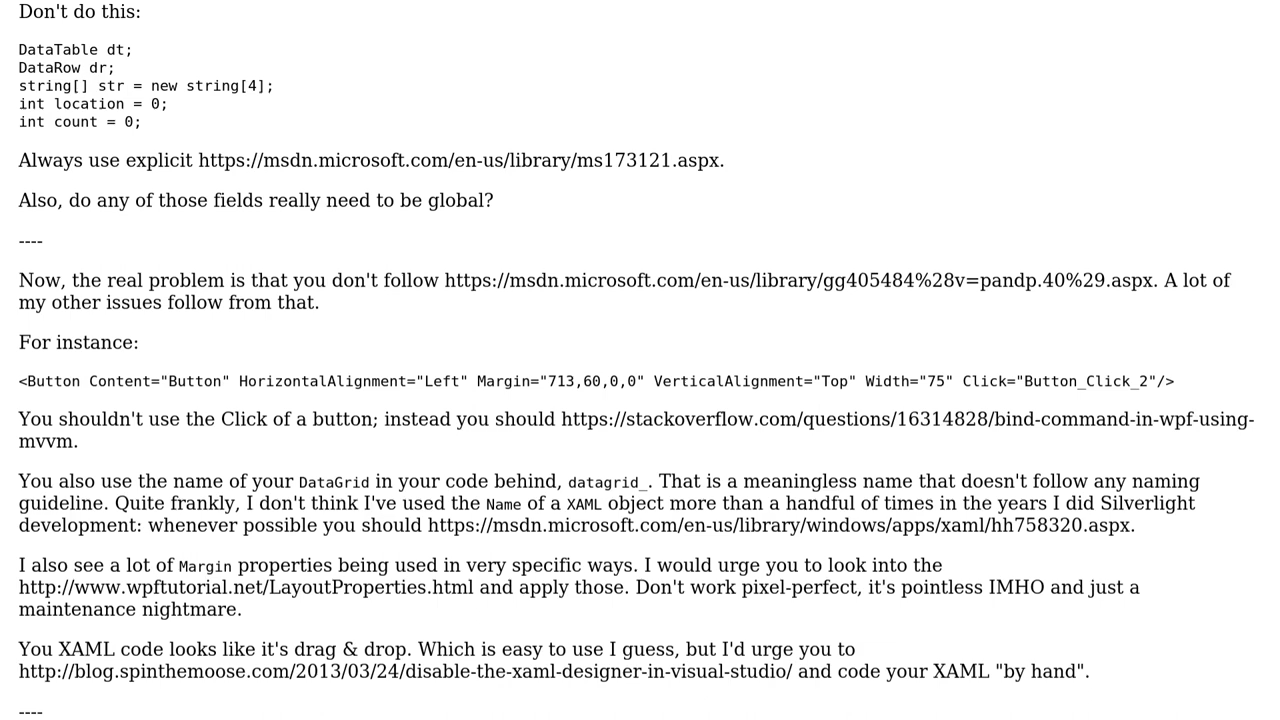 Don't do this:
DataTable dt;
DataRow dr;
string[] str = new string[4];
int location = 0;
int count = 0;
Always use explicit https://msdn.microsoft.com/en-us/library/ms173121.aspx.
Also, do any of those fields really need to be global?
----
Now, the real problem is that you don't follow https://msdn.microsoft.com/en-us/library/gg405484%28v=pandp.40%29.aspx. A lot of
my other issues follow from that.
For instance:
<Button Content="Button" HorizontalAlignment="Left" Margin="713,60,0,0" VerticalAlignment="Top" Width="75" Click="Button_Click_2"/>
You shouldn't use the Click of a button; instead you should https://stackoverflow.com/questions/16314828/bind-command-in-wpf-using-
mvvm.
You also use the name of your DataGrid in your code behind, datagrid_. That is a meaningless name that doesn't follow any naming
guideline. Quite frankly, I don't think I've used the Name of a XAML object more than a handful of times in the years I did Silverlight
development: whenever possible you should https://msdn.microsoft.com/en-us/library/windows/apps/xaml/hh758320.aspx.
I also see a lot of Margin properties being used in very specific ways. I would urge you to look into the
http://www.wpftutorial.net/LayoutProperties.html and apply those. Don't work pixel-perfect, it's pointless IMHO and just a
maintenance nightmare.
You XAML code looks like it's drag & drop. Which is easy to use I guess, but I'd urge you to
http://blog.spinthemoose.com/2013/03/24/disable-the-xaml-designer-in-visual-studio/ and code your XAML "by hand".
----